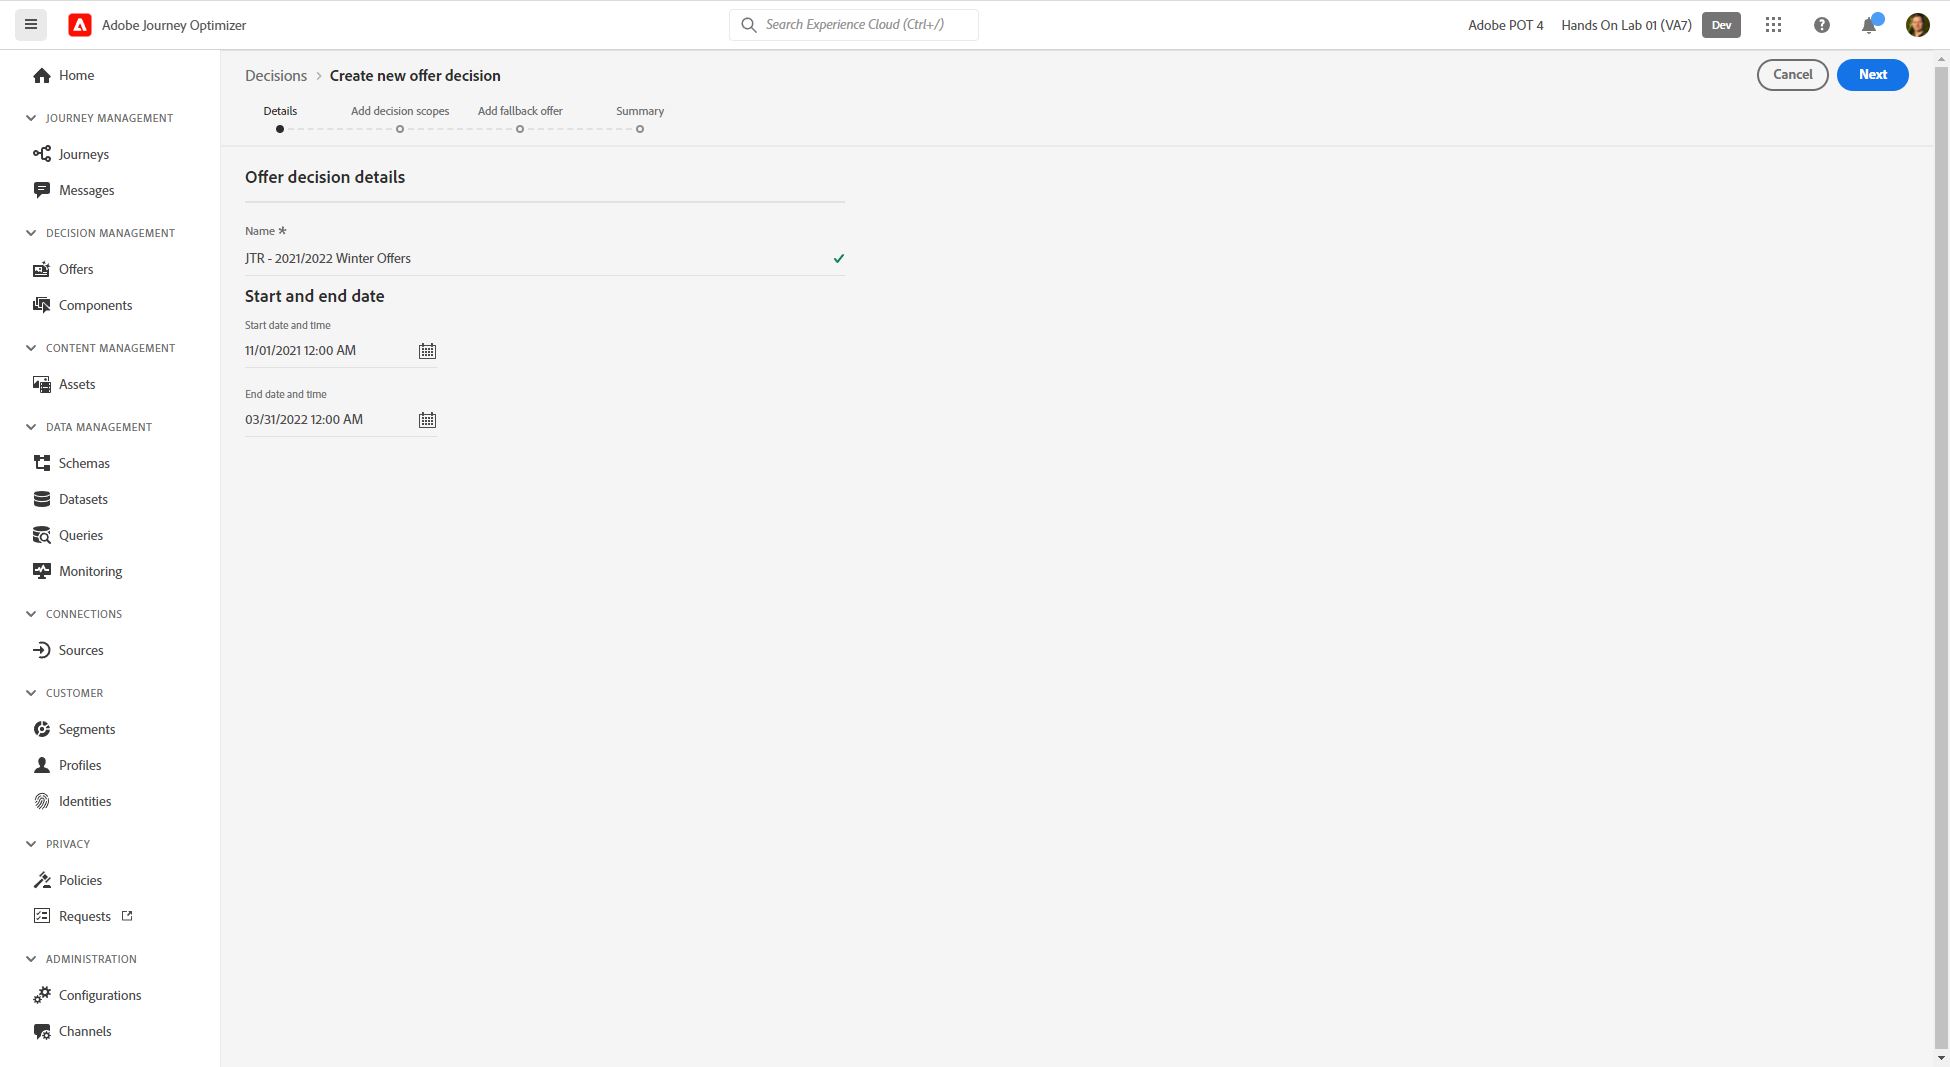 Adobe Journey Optimizer
Search Experience Cloud (Ctrl+/)
Adobe POT 4
Hands On Lab 01 (VA7)
Dev
Home
JOURNEY MANAGEMENT
Journeys
Messages
DECISION MANAGEMENT
Offers
Components
CONTENT MANAGEMENT
Assets
DATA MANAGEMENT
Schemas
Datasets
Queries
Monitoring
CONNECTIONS
Sources
CUSTOMER
Segments
Profiles
Identities
PRIVACY
Policies
Requests
ADMINISTRATION
Configurations
Channels
Decisions > Create new offer decision
Cancel
Next
Details
Add decision scopes
Add fallback offer
Summary
Offer decision details
Name *
JTR - 2021/2022 Winter Offers
Start and end date
Start date and time
11/01/2021 12:00 AM
End date and time
03/31/2022 12:00 AM